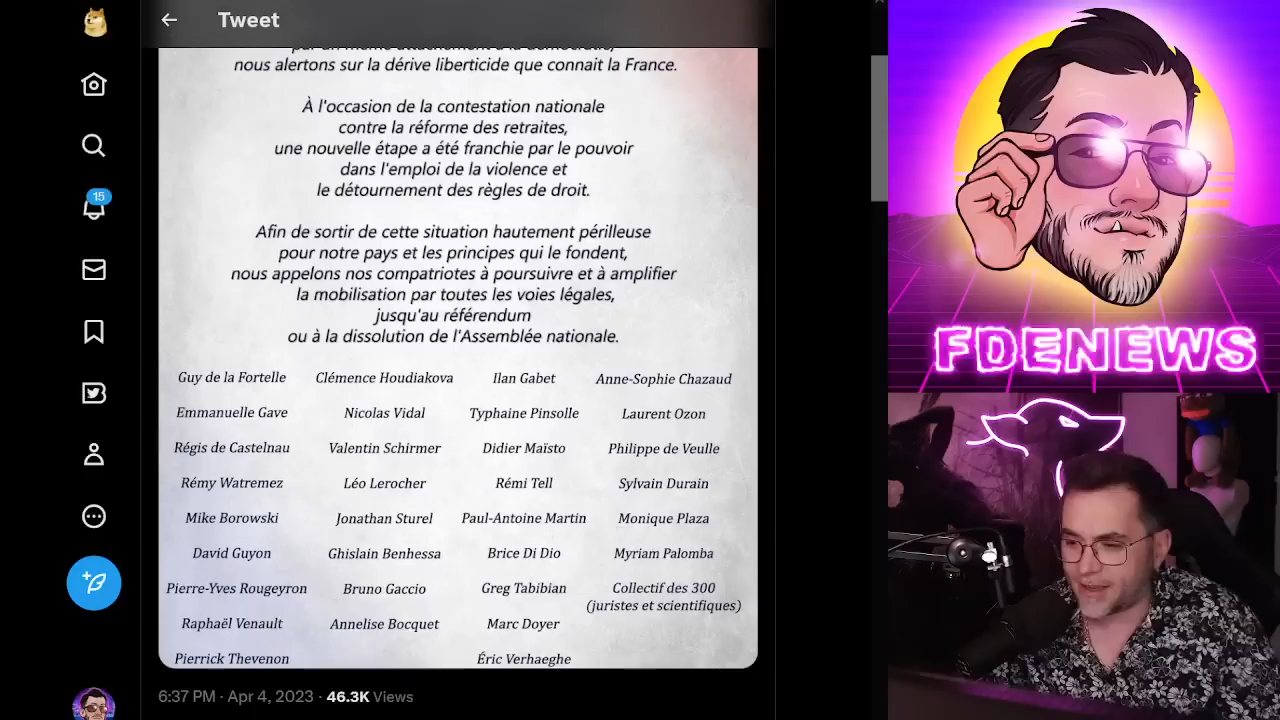 Tweet
par un même attachement à la démocratie,
nous alertons sur la dérive liberticide que connait la France.
À l'occasion de la contestation nationale
contre la réforme des retraites,
une nouvelle étape a été franchie par le pouvoir
dans l'emploi de la violence et
le détournement des règles de droit.
Afin de sortir de cette situation hautement périlleuse
pour notre pays et les principes qui le fondent,
nous appelons nos compatriotes à poursuivre et à amplifier
la mobilisation par toutes les voies légales,
jusqu'au référendum
ou à la dissolution de l'Assemblée nationale.
Guy de la Fortelle Clémence Houdiakova Ilan Gabet Anne-Sophie Chazaud
Emmanuelle Gave Nicolas Vidal Typhaine Pinsolle Laurent Ozon
Régis de Castelnau Valentin Schirmer Didier Maïsto Philippe de Veulle
Rémy Watremez Léo Lerocher Rémi Tell Sylvain Durain
Mike Borowski Jonathan Sturel Paul-Antoine Martin Monique Plaza
David Guyon Ghislain Benhessa Brice Di Dio Myriam Palomba
Pierre-Yves Rougeyron Bruno Gaccio Greg Tabibian Collectif des 300
(juristes et scientifiques)
Raphaël Venault Annelise Bocquet Marc Doyer
Pierrick Thevenon Éric Verhaeghe
6:37 PM · Apr 4, 2023 · 46.3K Views
15
FDENEWS